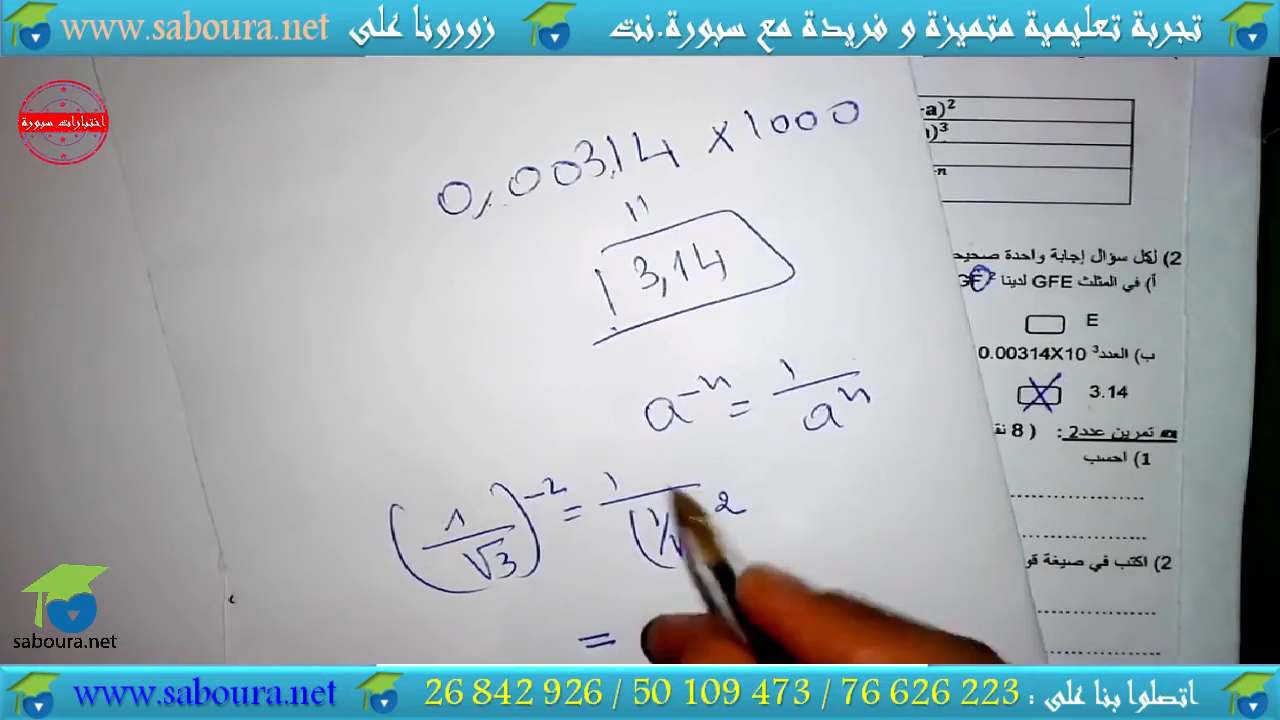 تجربة تعليمية متميزة و فريدة مع سبورة.نت زورونا على www.saboura.net
اختبارات سبورة
0,00314 × 1000
=
3,14
a⁻ⁿ = 1/aⁿ
(1/√3)⁻² = 1/(1/√ ²
=
-a)²
)³
-n
2) لكل سؤال إجابة واحدة صحيحة
أ) في المثلث GFE لدينا
E
ب) العدد 0.00314X10³
3.14
تمرين عدد2 : ( 8
1) احسب
2) اكتب في صيغة
saboura.net
اتصلوا بنا على : 26 842 926 / 50 109 473 / 76 626 223 www.saboura.net